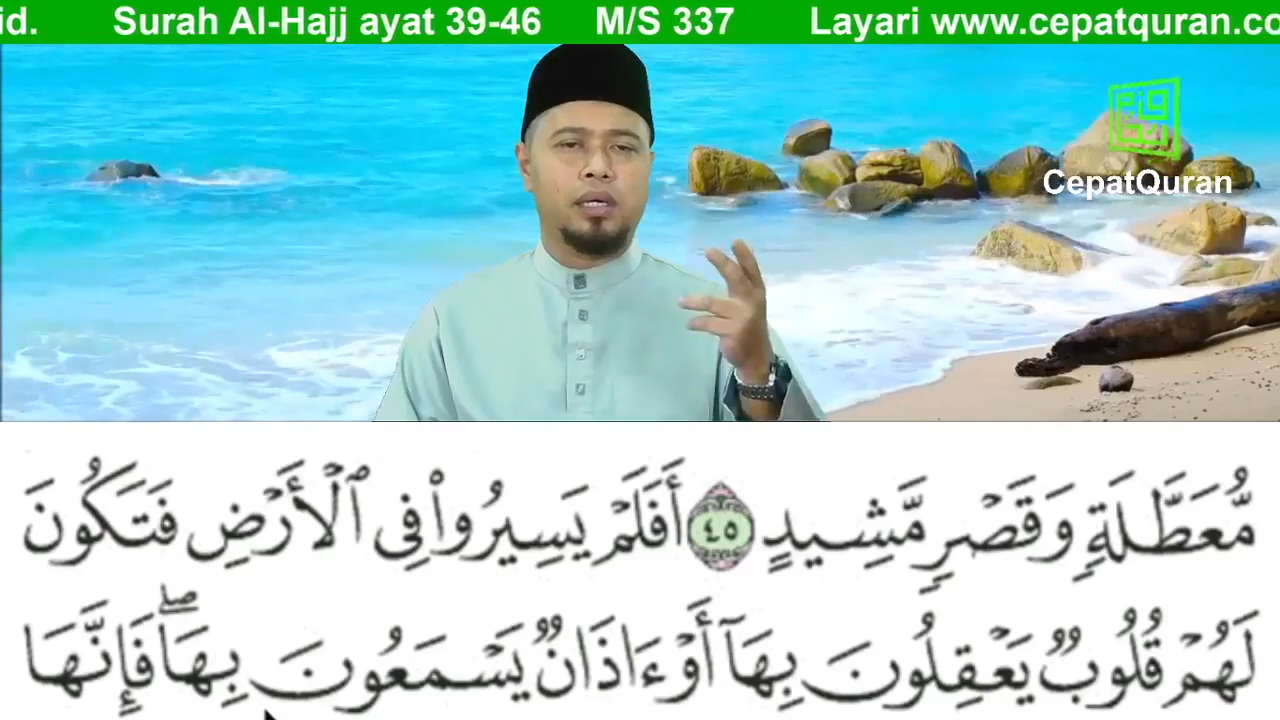 id. Surah Al-Hajj ayat 39-46 M/S 337 Layari www.cepatquran.co
CepatQuran
مُّعَطَّلَةٍ وَقَصْرٍ مَّشِيدٍ ٤٥ أَفَلَمْ يَسِيرُوا۟ فِى ٱلْأَرْضِ فَتَكُونَ
لَهُمْ قُلُوبٌ يَعْقِلُونَ بِهَآ أَوْ ءَاذَانٌ يَسْمَعُونَ بِهَا ۖ فَإِنَّهَا